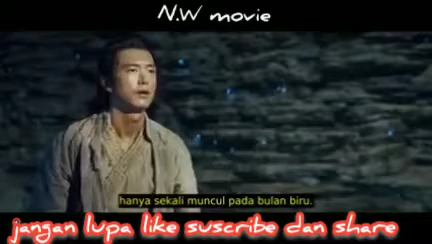 N.W movie
hanya sekali muncul pada bulan biru.
jangan lupa like suscribe dan share